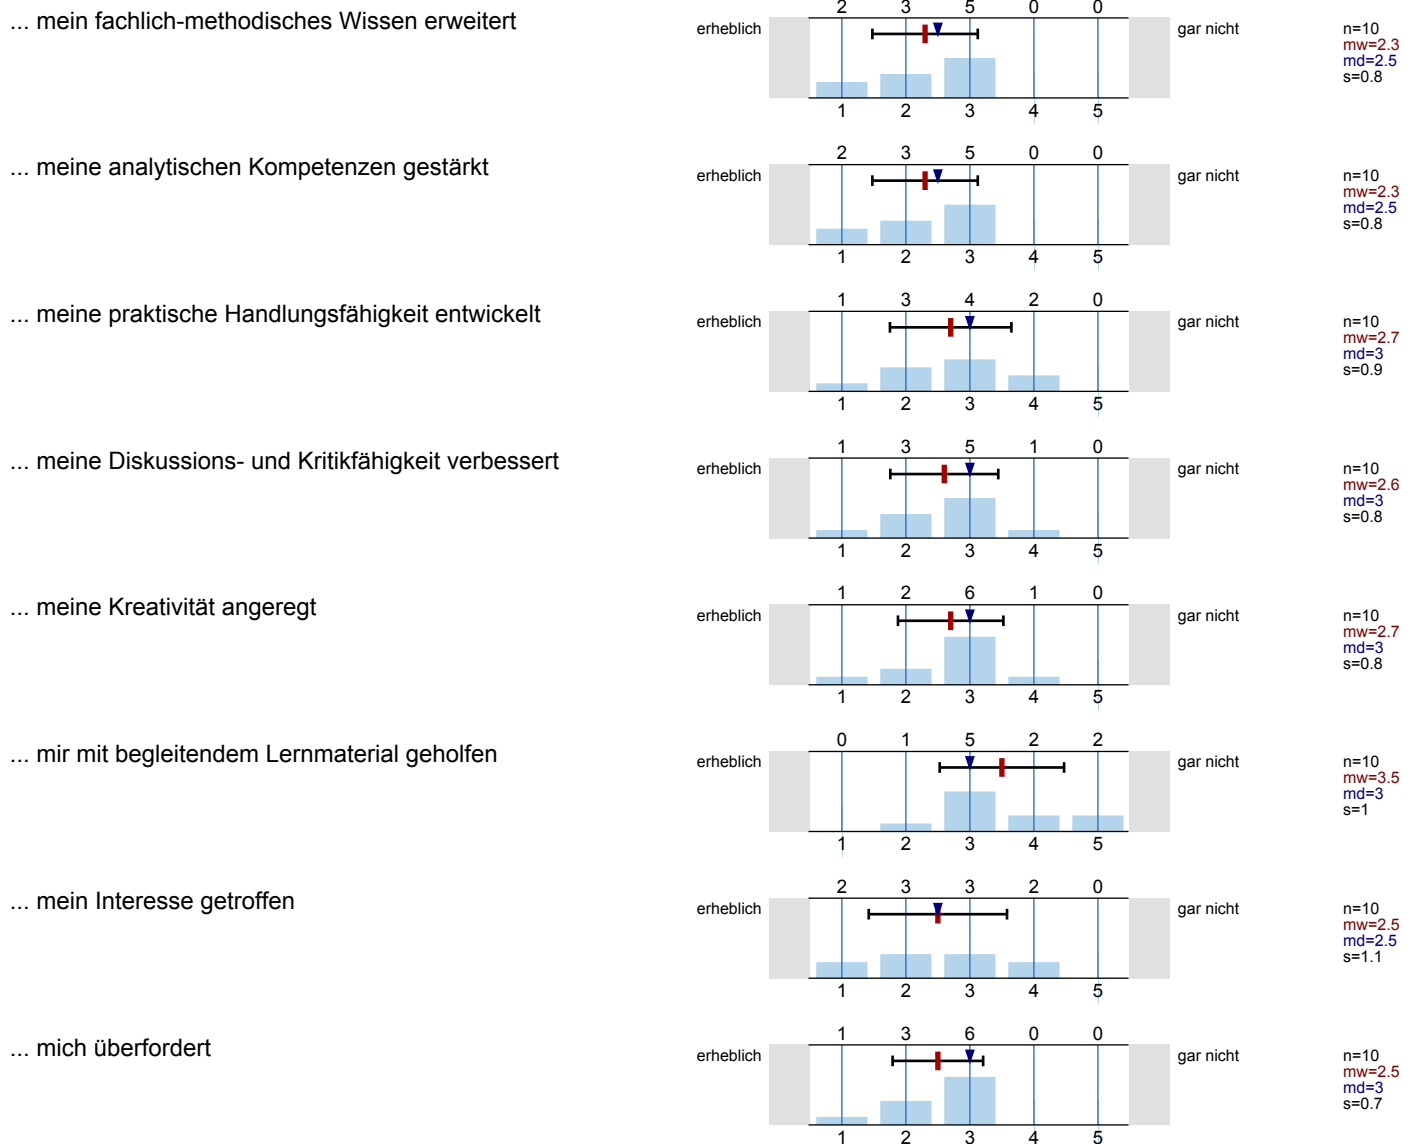 ... mein fachlich-methodisches Wissen erweitert
2 3 5 0 0
erheblich
gar nicht
1 2 3 4 5
n=10
mw=2.3
md=2.5
s=0.8
... meine analytischen Kompetenzen gestärkt
2 3 5 0 0
erheblich
gar nicht
1 2 3 4 5
n=10
mw=2.3
md=2.5
s=0.8
... meine praktische Handlungsfähigkeit entwickelt
1 3 4 2 0
erheblich
gar nicht
1 2 3 4 5
n=10
mw=2.7
md=3
s=0.9
... meine Diskussions- und Kritikfähigkeit verbessert
1 3 5 1 0
erheblich
gar nicht
1 2 3 4 5
n=10
mw=2.6
md=3
s=0.8
... meine Kreativität angeregt
1 2 6 1 0
erheblich
gar nicht
1 2 3 4 5
n=10
mw=2.7
md=3
s=0.8
... mir mit begleitendem Lernmaterial geholfen
0 1 5 2 2
erheblich
gar nicht
1 2 3 4 5
n=10
mw=3.5
md=3
s=1
... mein Interesse getroffen
2 3 3 2 0
erheblich
gar nicht
1 2 3 4 5
n=10
mw=2.5
md=2.5
s=1.1
... mich überfordert
1 3 6 0 0
erheblich
gar nicht
1 2 3 4 5
n=10
mw=2.5
md=3
s=0.7